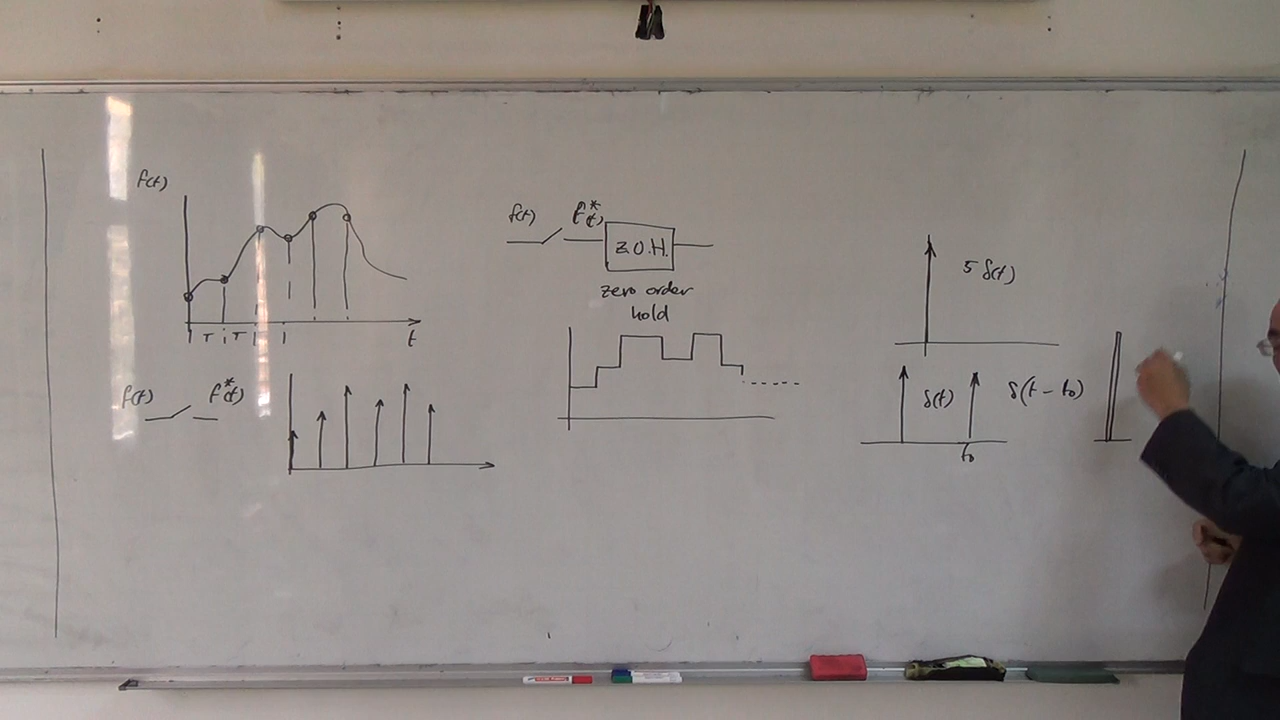 f(t)
T T
t
f(t) f*(t)
f(t) f*(t)
Z.O.H.
zero order
hold
5 δ(t)
δ(t) δ(t - t₀)
t₀